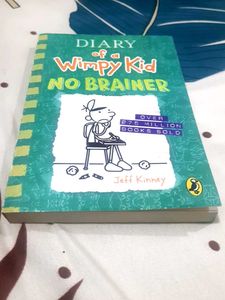 DIARY
of a
Wimpy Kid
NO BRAINER
OVER
275 MILLION
BOOKS SOLD
Jeff Kinney